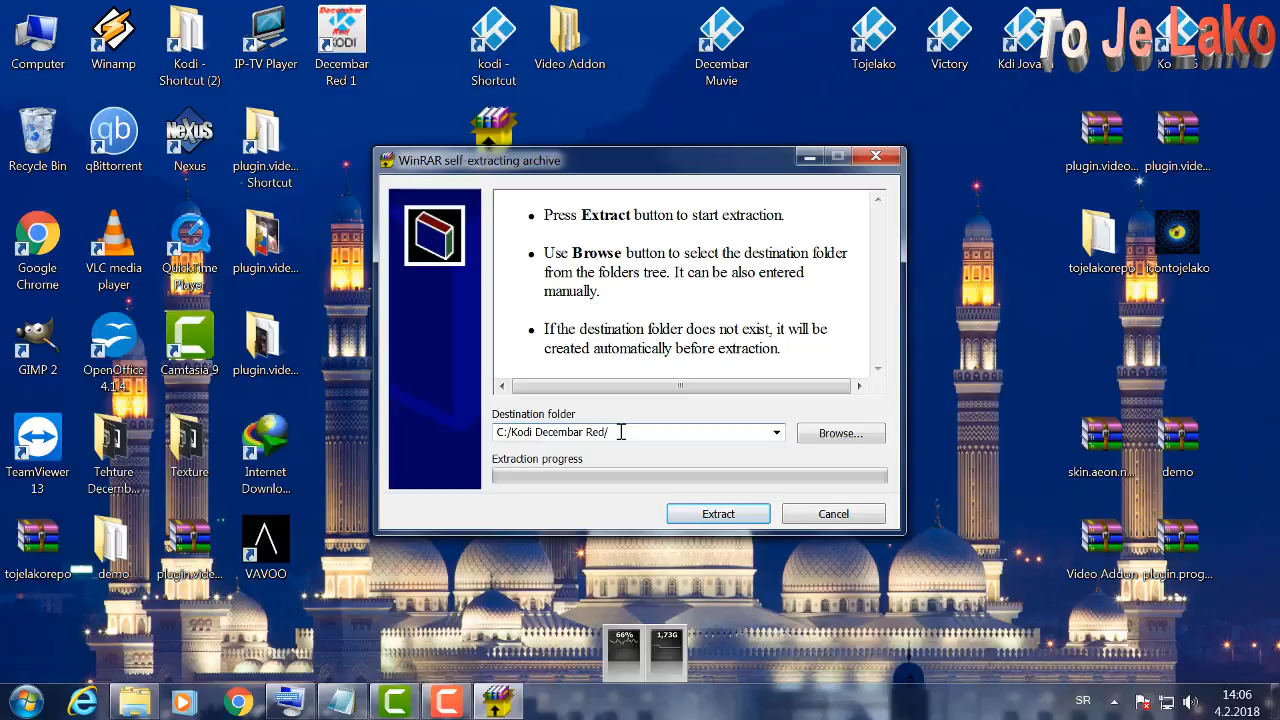 Computer
Winamp
Kodi -
Shortcut (2)
IP-TV Player
Decembar
Red
KODI
Decembar
Red 1
kodi -
Shortcut
Video Addon
Decembar
Muvie
Tojelako
Victory
Kdi Jova
To Je Lako
Recycle Bin
qb
qBittorrent
NeXuS
Nexus
plugin.vide...
- Shortcut
plugin.video...
plugin.vide...
Google
Chrome
VLC media
player
QuickTime
Player
plugin.vide...
tojelakorepo
icontojelako
GIMP 2
OpenOffice
4.1.4
Camtasia 9
plugin.vide...
TeamViewer
13
Tehture
Decemb...
Texture
Internet
Downlo...
skin.aeon.n...
demo
tojelakorepo
demo
plugin.vide...
VAVOO
Video Addon
plugin.prog...
WinRAR self-extracting archive
• Press Extract button to start extraction.
• Use Browse button to select the destination folder
from the folders tree. It can be also entered
manually.
• If the destination folder does not exist, it will be
created automatically before extraction.
Destination folder
C:/Kodi Decembar Red/
Browse...
Extraction progress
Extract
Cancel
66%
1,73G
SR
14:06
4.2.2018